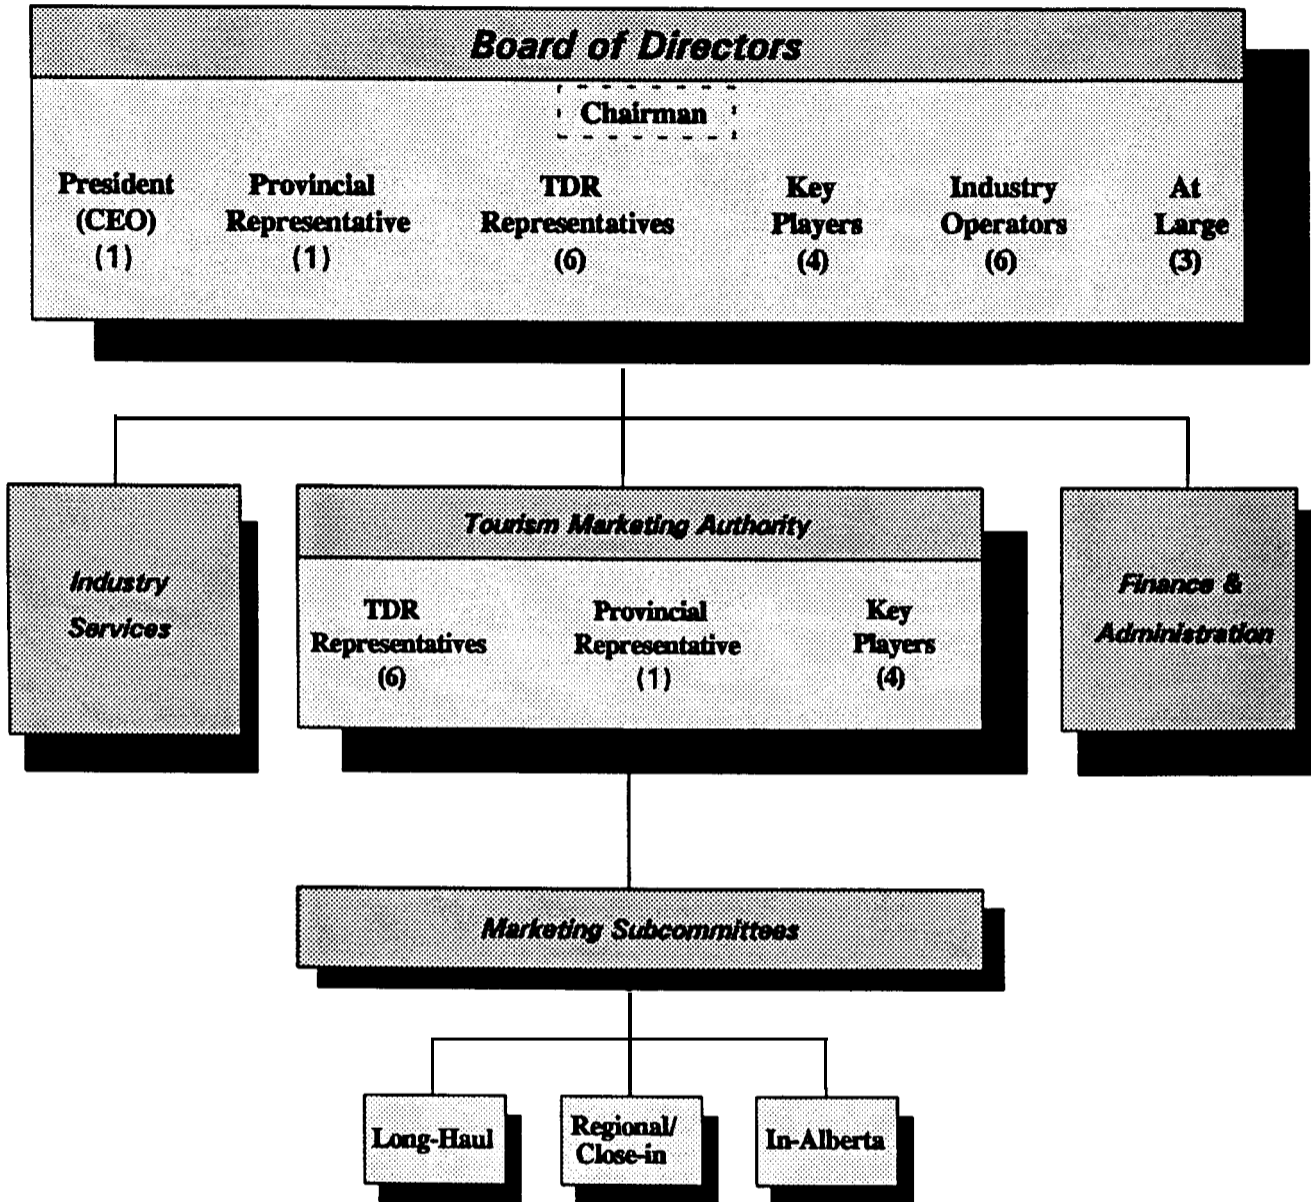 Board of Directors
Chairman
President
(CEO)
(1)
Provincial
Representative
(1)
TDR
Representatives
(6)
Key
Players
(4)
Industry
Operators
(6)
At
Large
(3)
Industry
Services
Tourism Marketing Authority
TDR
Representatives
(6)
Provincial
Representative
(1)
Key
Players
(4)
Finance &
Administration
Marketing Subcommittees
Long-Haul
Regional/
Close-in
In-Alberta